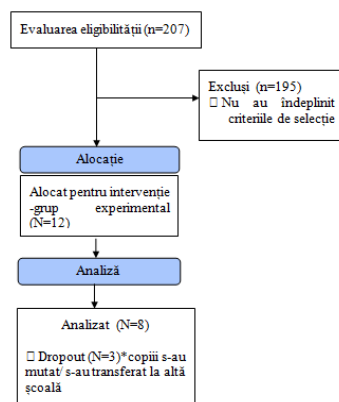 Evaluarea eligibilității (n=207)
Excluși (n=195)
Nu au îndeplinit
criteriile de selecție
Alocație
Alocat pentru intervenție
-grup experimental
(N=12)
Analiză
Analizat (N=8)
Dropout (N=3)*copiii s-au
mutat/ s-au transferat la altă
școală